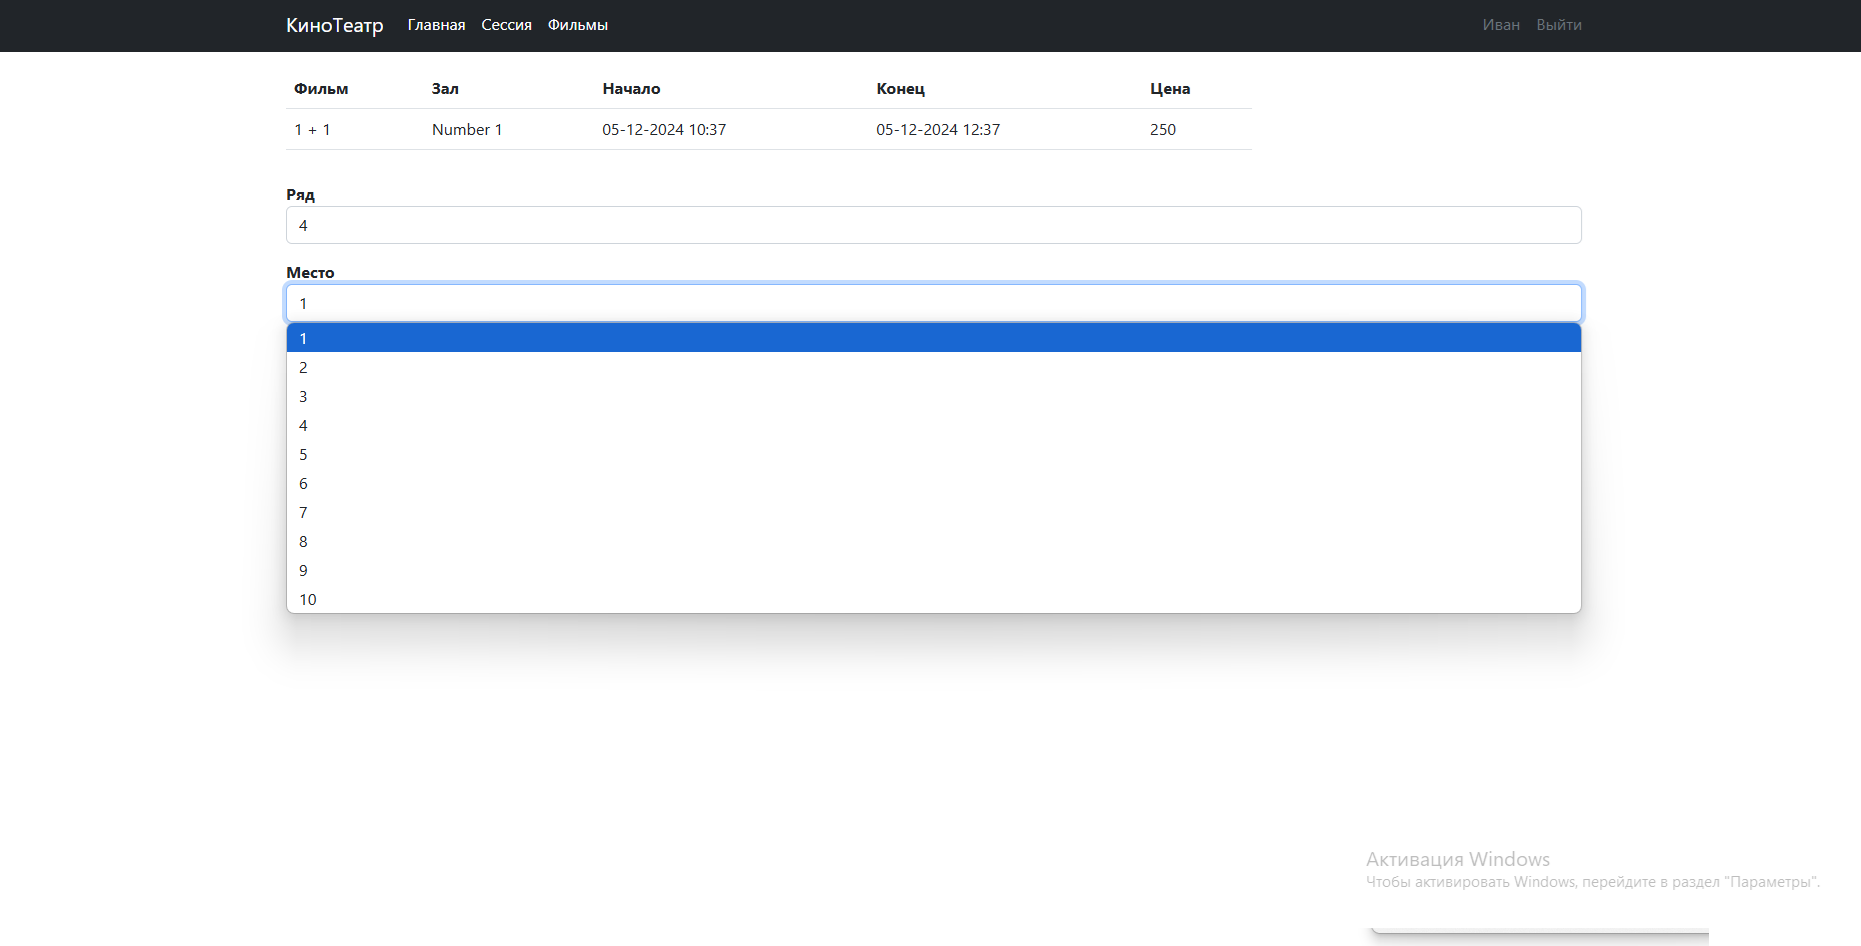 КиноТеатр Главная Сессия Фильмы Иван Выйти
Фильм Зал Начало Конец Цена
1 + 1 Number 1 05-12-2024 10:37 05-12-2024 12:37 250
Ряд
4
Место
1
1
2
3
4
5
6
7
8
9
10
Активация Windows
Чтобы активировать Windows, перейдите в раздел "Параметры".